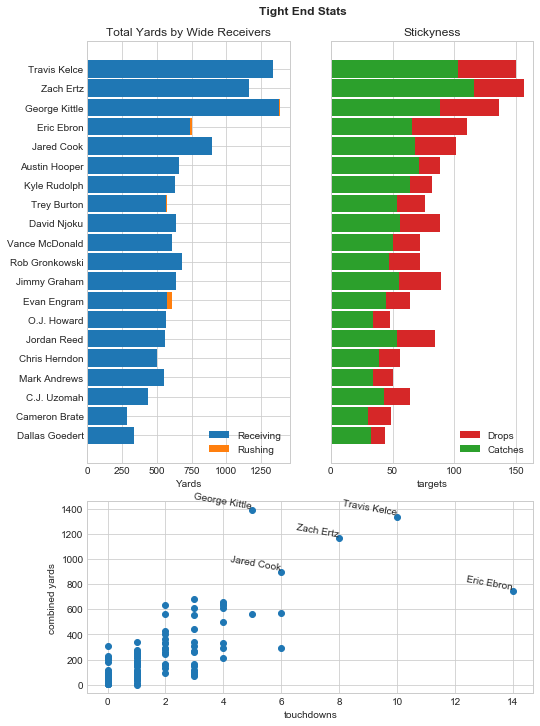 Tight End Stats
Total Yards by Wide Receivers
Travis Kelce
Zach Ertz
George Kittle
Eric Ebron
Jared Cook
Austin Hooper
Kyle Rudolph
Trey Burton
David Njoku
Vance McDonald
Rob Gronkowski
Jimmy Graham
Evan Engram
O.J. Howard
Jordan Reed
Chris Herndon
Mark Andrews
C.J. Uzomah
Cameron Brate
Dallas Goedert
Receiving
Rushing
0 250 500 750 1000 1250
Yards
Stickyness
Drops
Catches
0 50 100 150
targets
George Kittle
Travis Kelce
Zach Ertz
Jared Cook
Eric Ebron
1400
1200
1000
800
600
400
200
0
combined yards
0 2 4 6 8 10 12 14
touchdowns